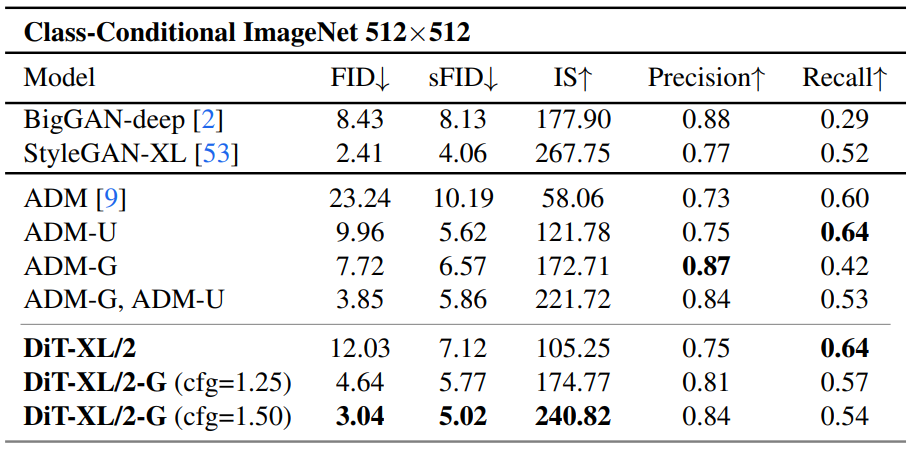 Class-Conditional ImageNet 512×512
Model FID↓ sFID↓ IS↑ Precision↑ Recall↑
BigGAN-deep [2] 8.43 8.13 177.90 0.88 0.29
StyleGAN-XL [53] 2.41 4.06 267.75 0.77 0.52
ADM [9] 23.24 10.19 58.06 0.73 0.60
ADM-U 9.96 5.62 121.78 0.75 0.64
ADM-G 7.72 6.57 172.71 0.87 0.42
ADM-G, ADM-U 3.85 5.86 221.72 0.84 0.53
DiT-XL/2 12.03 7.12 105.25 0.75 0.64
DiT-XL/2-G (cfg=1.25) 4.64 5.77 174.77 0.81 0.57
DiT-XL/2-G (cfg=1.50) 3.04 5.02 240.82 0.84 0.54